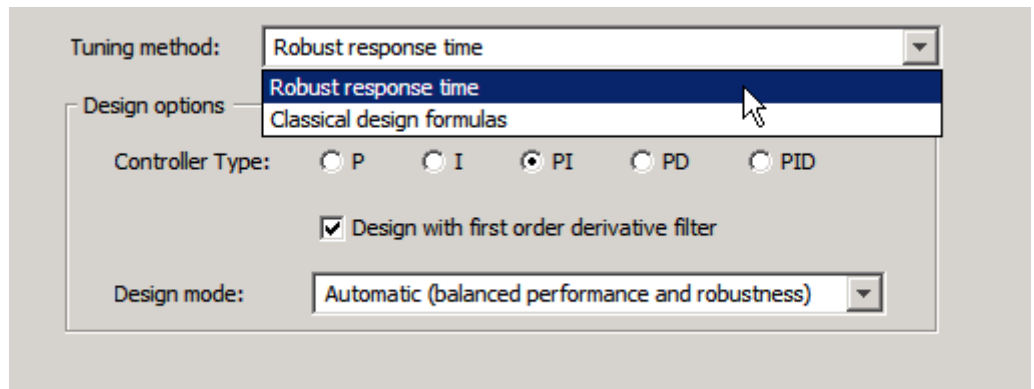 Tuning method: Robust response time
Robust response time
Design options
Classical design formulas
Controller Type: P I PI PD PID
Design with first order derivative filter
Design mode: Automatic (balanced performance and robustness)